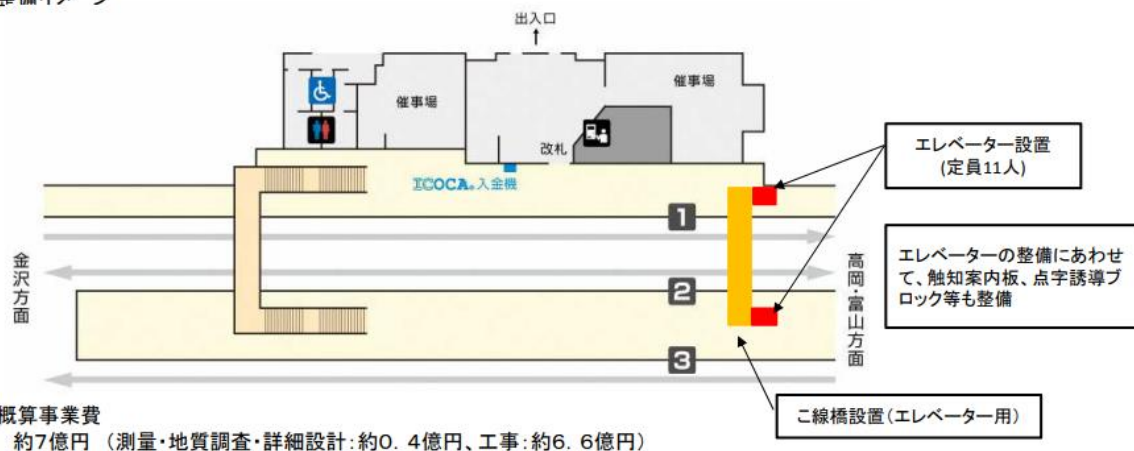 整備イメージ
出入口
催事場
催事場
改札
ICOCA入金機
エレベーター設置
(定員11人)
1
エレベーターの整備にあわせ
て、触知案内板、点字誘導ブ
ロック等も整備
金沢方面
高岡・富山方面
2
3
こ線橋設置(エレベーター用)
概算事業費
約7億円 (測量・地質調査・詳細設計:約0.4億円、工事:約6.6億円)